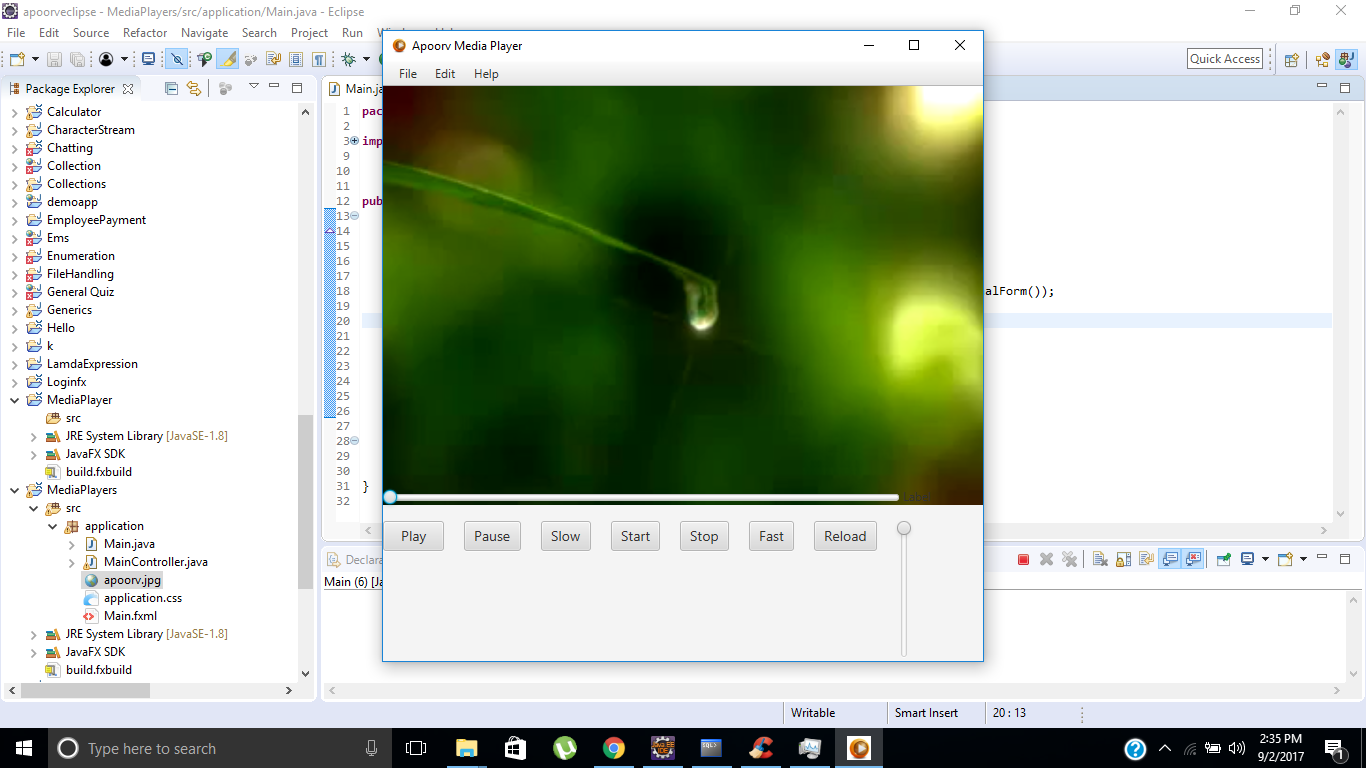 apoorveclipse - MediaPlayers/src/application/Main.java - Eclipse
File Edit Source Refactor Navigate Search Project Run
Quick Access
Apoorv Media Player
File Edit Help
Package Explorer
Calculator
CharacterStream
Chatting
Collection
Collections
demoapp
EmployeePayment
Ems
Enumeration
FileHandling
General Quiz
Generics
Hello
k
LamdaExpression
Loginfx
MediaPlayer
src
JRE System Library [JavaSE-1.8]
JavaFX SDK
build.fxbuild
MediaPlayers
src
application
Main.java
MainController.java
apoorv.jpg
application.css
Main.fxml
JRE System Library [JavaSE-1.8]
JavaFX SDK
build.fxbuild
Main.ja
1 pac
2
3 imp
9
10
11
12 pub
13
14
15
16
17
18 alForm());
19
20
21
22
23
24
25
26
27
28
29
30
31 }
32
Label
Play Pause Slow Start Stop Fast Reload
Declara
Main (6) [Ja
Writable Smart Insert 20 : 13
Type here to search
2:35 PM
9/2/2017
1